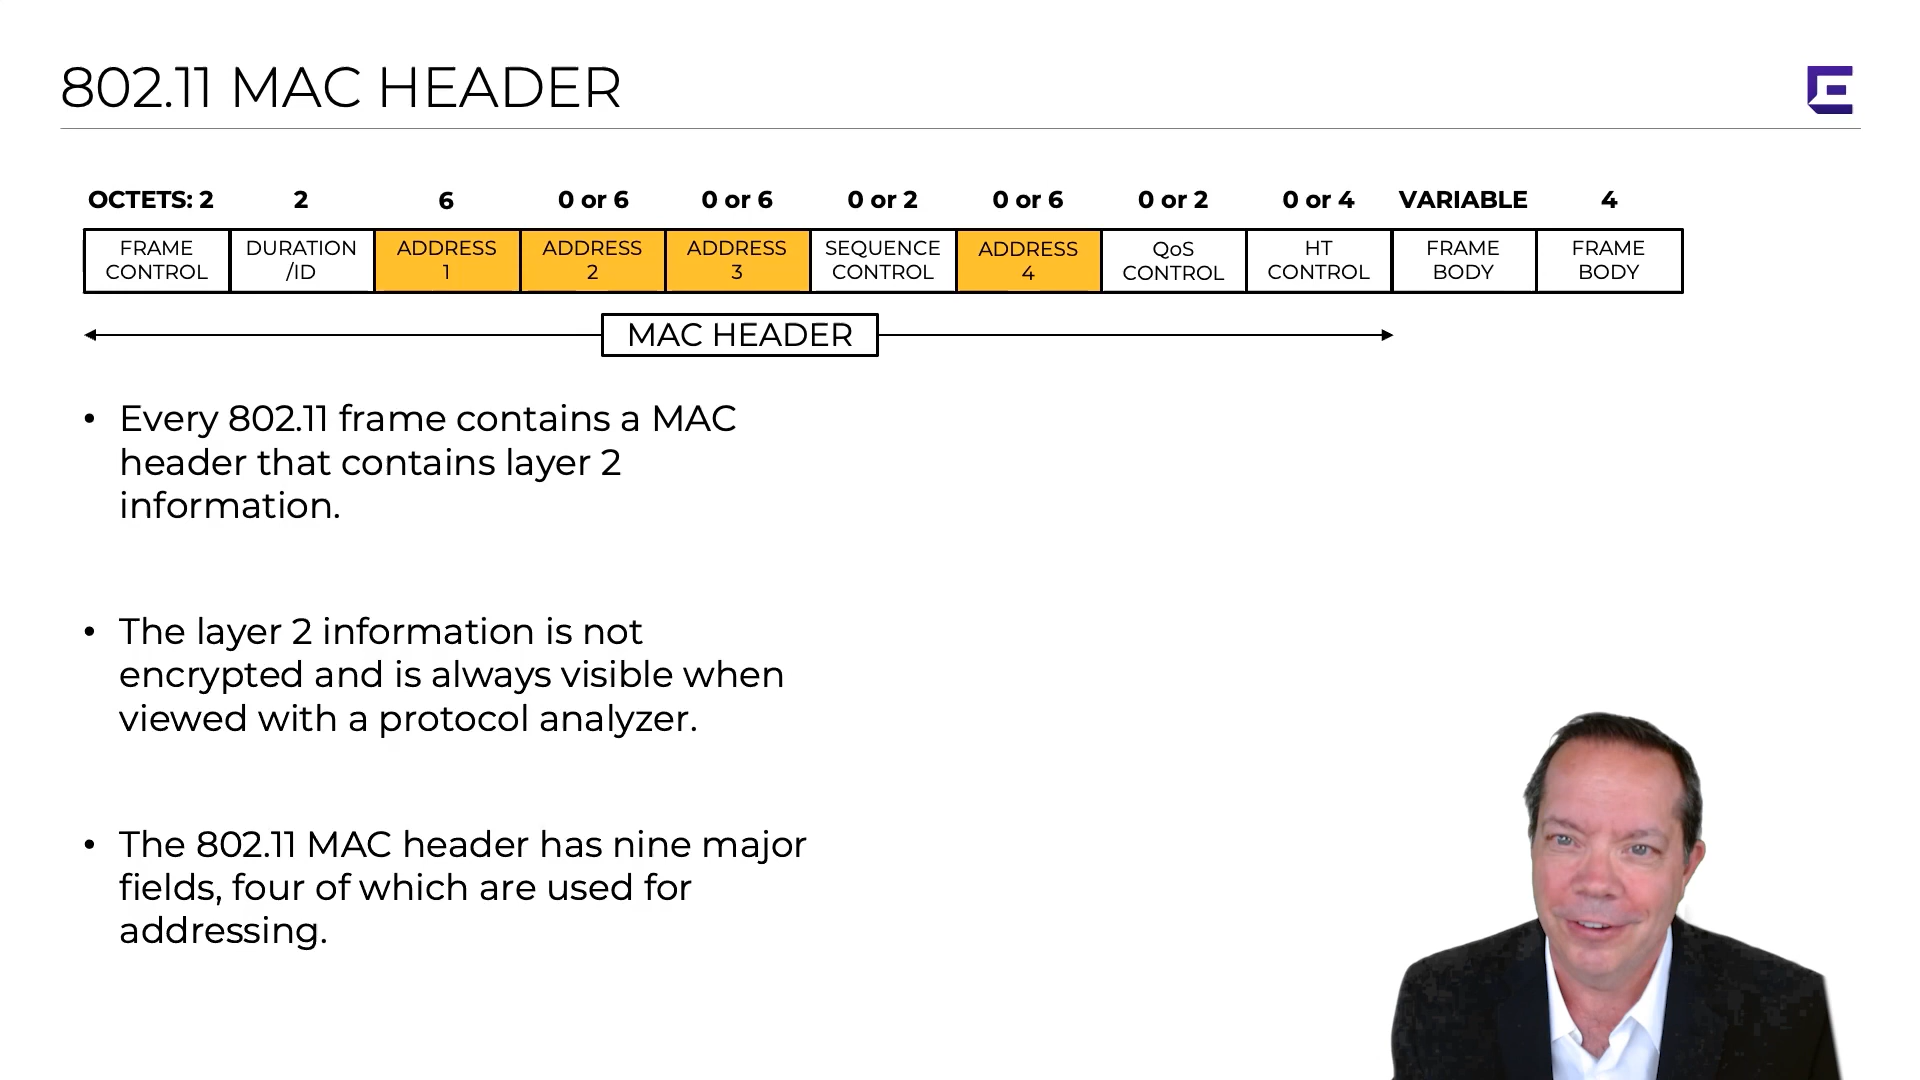 802.11 MAC HEADER
OCTETS: 2 2 6 0 or 6 0 or 6 0 or 2 0 or 6 0 or 2 0 or 4 VARIABLE 4
FRAME CONTROL
DURATION /ID
ADDRESS 1
ADDRESS 2
ADDRESS 3
SEQUENCE CONTROL
ADDRESS 4
QoS CONTROL
HT CONTROL
FRAME BODY
FRAME BODY
MAC HEADER
• Every 802.11 frame contains a MAC
header that contains layer 2
information.
• The layer 2 information is not
encrypted and is always visible when
viewed with a protocol analyzer.
• The 802.11 MAC header has nine major
fields, four of which are used for
addressing.